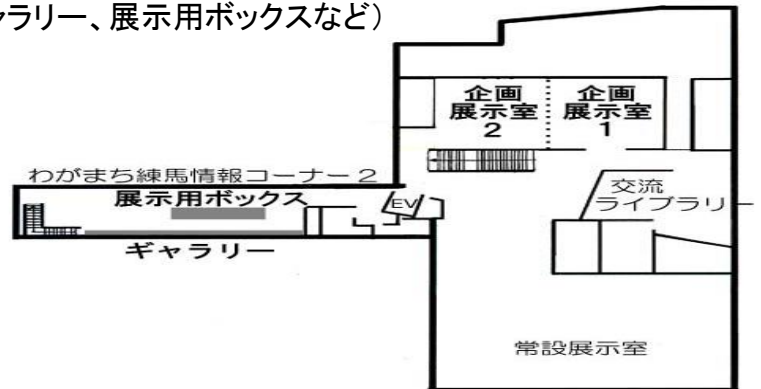 ャラリー、展示用ボックスなど）
企画
展示室
2
企画
展示室
1
わがまち練馬情報コーナー２
展示用ボックス
EV
交流
ライブラリー
ギャラリー
常設展示室